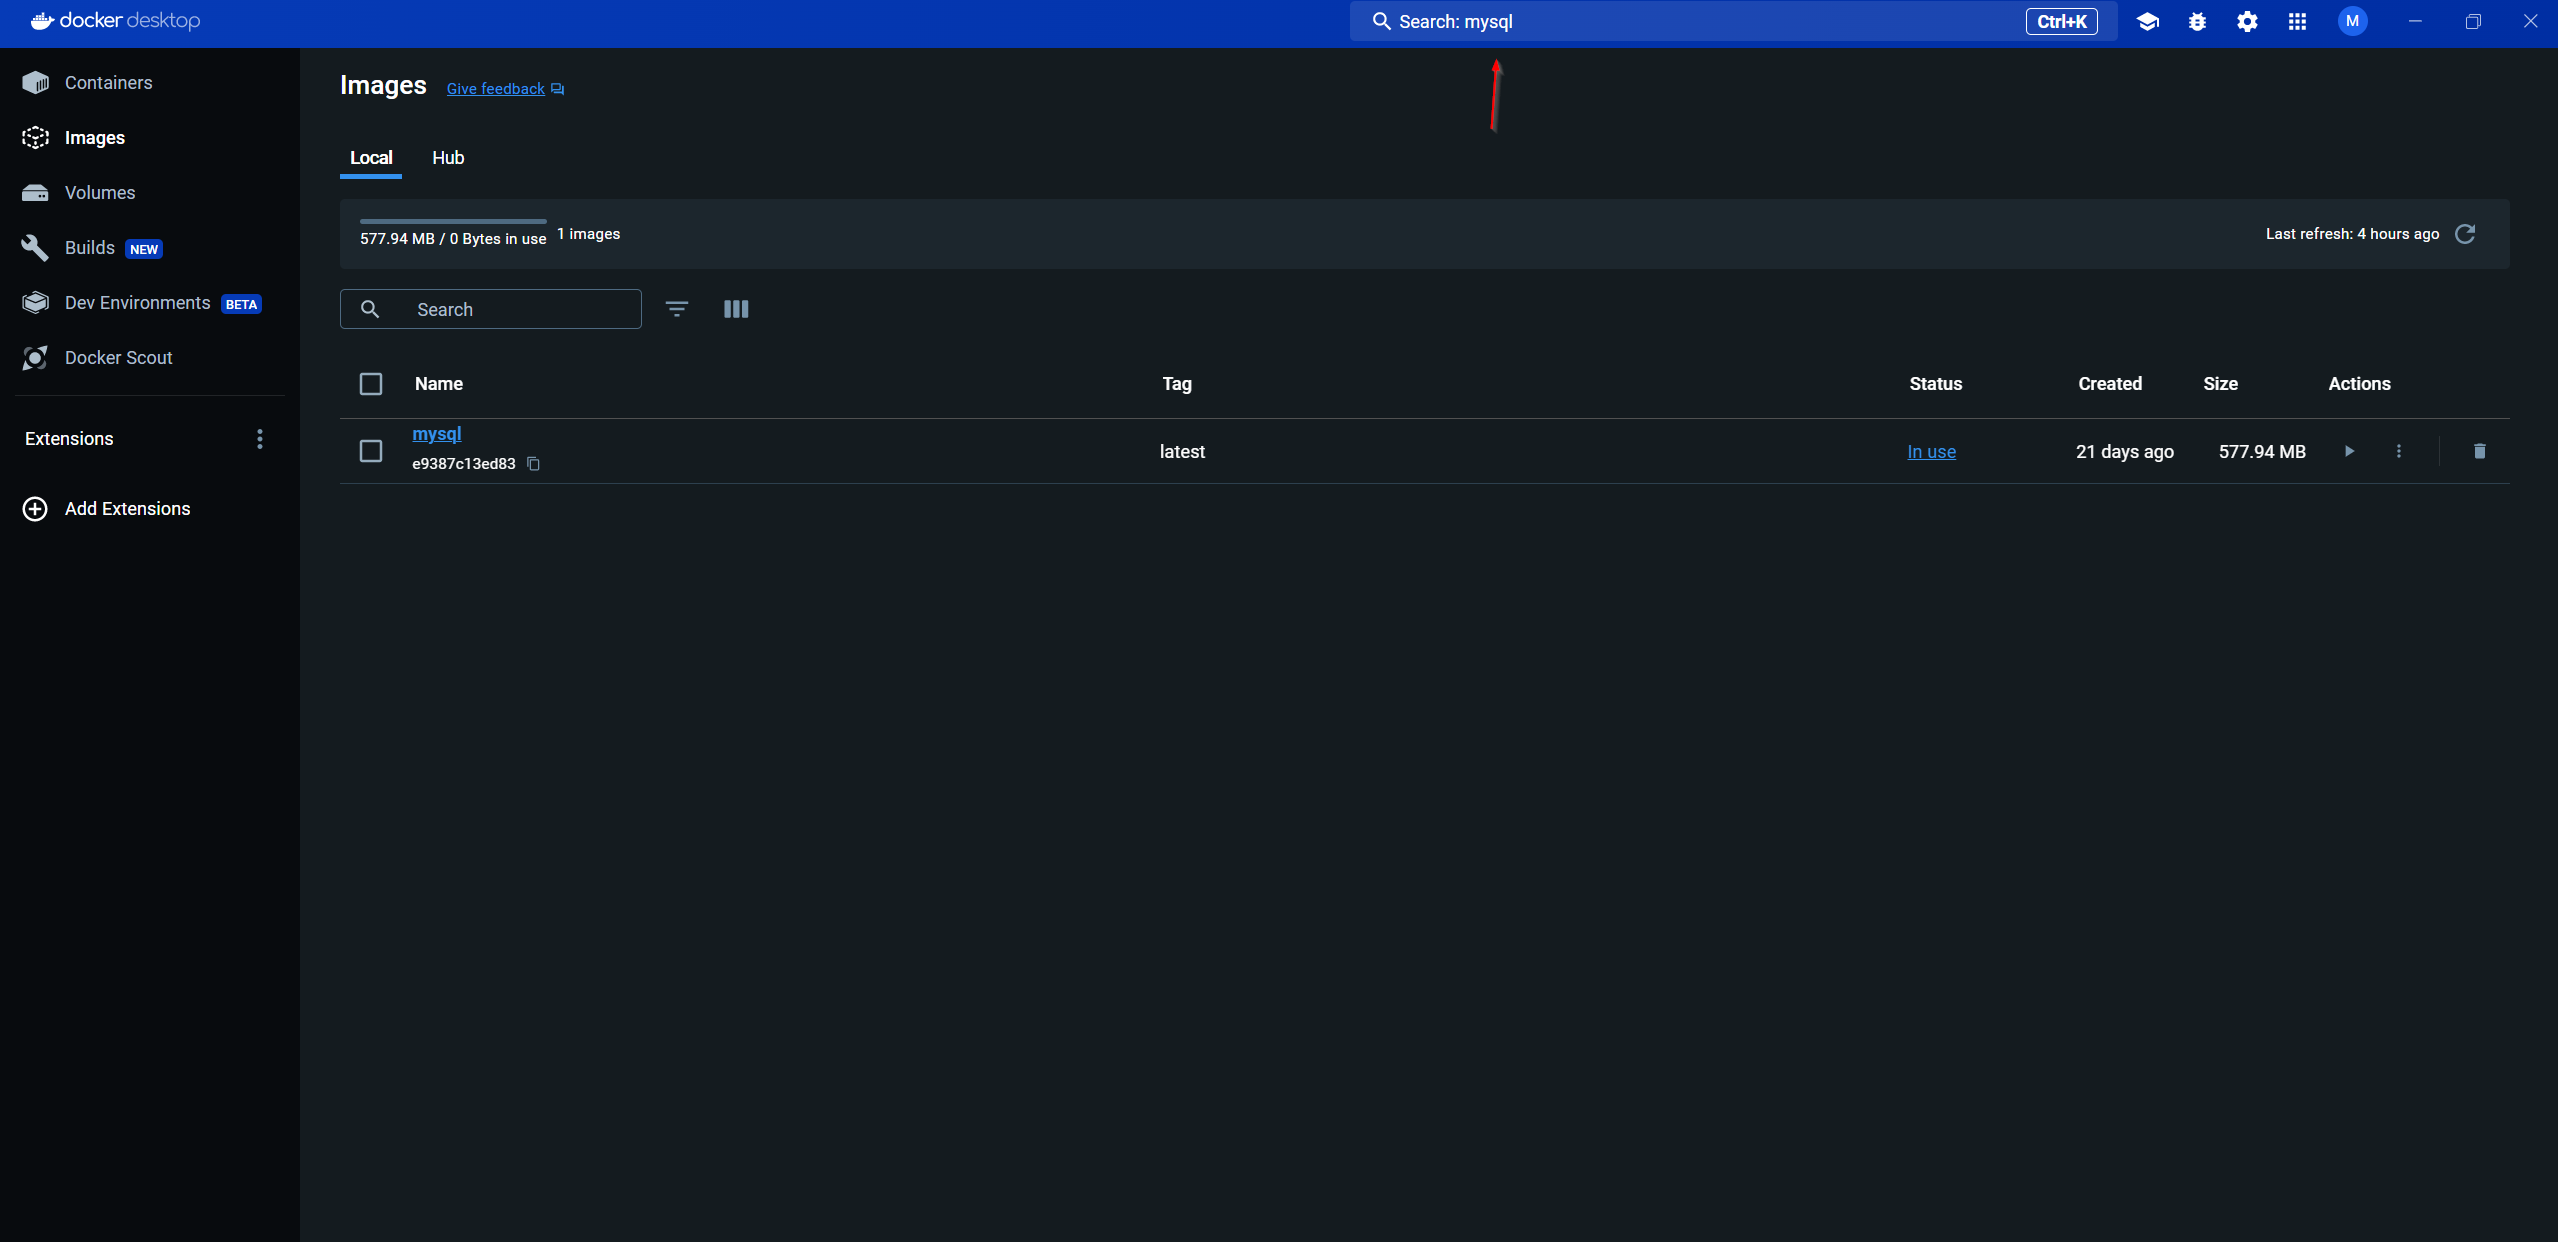 docker desktop
Search: mysql
Ctrl+K
M
Containers
Images
Volumes
Builds NEW
Dev Environments BETA
Docker Scout
Extensions
Add Extensions
Images Give feedback
Local Hub
577.94 MB / 0 Bytes in use 1 images
Last refresh: 4 hours ago
Search
Name Tag Status Created Size Actions
mysql
e9387c13ed83
latest In use 21 days ago 577.94 MB